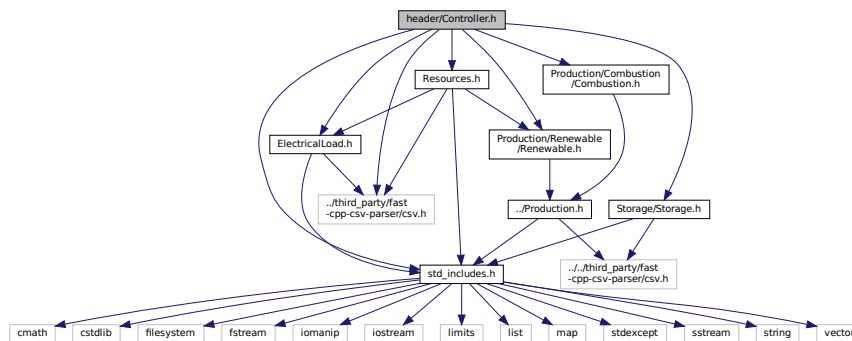 header/Controller.h
Resources.h
Production/Combustion
/Combustion.h
ElectricalLoad.h
Production/Renewable
/Renewable.h
../third_party/fast
-cpp-csv-parser/csv.h
../Production.h
Storage/Storage.h
std_includes.h
../../third_party/fast
-cpp-csv-parser/csv.h
cmath
cstdlib
filesystem
fstream
iomanip
iostream
limits
list
map
stdexcept
sstream
string
vector